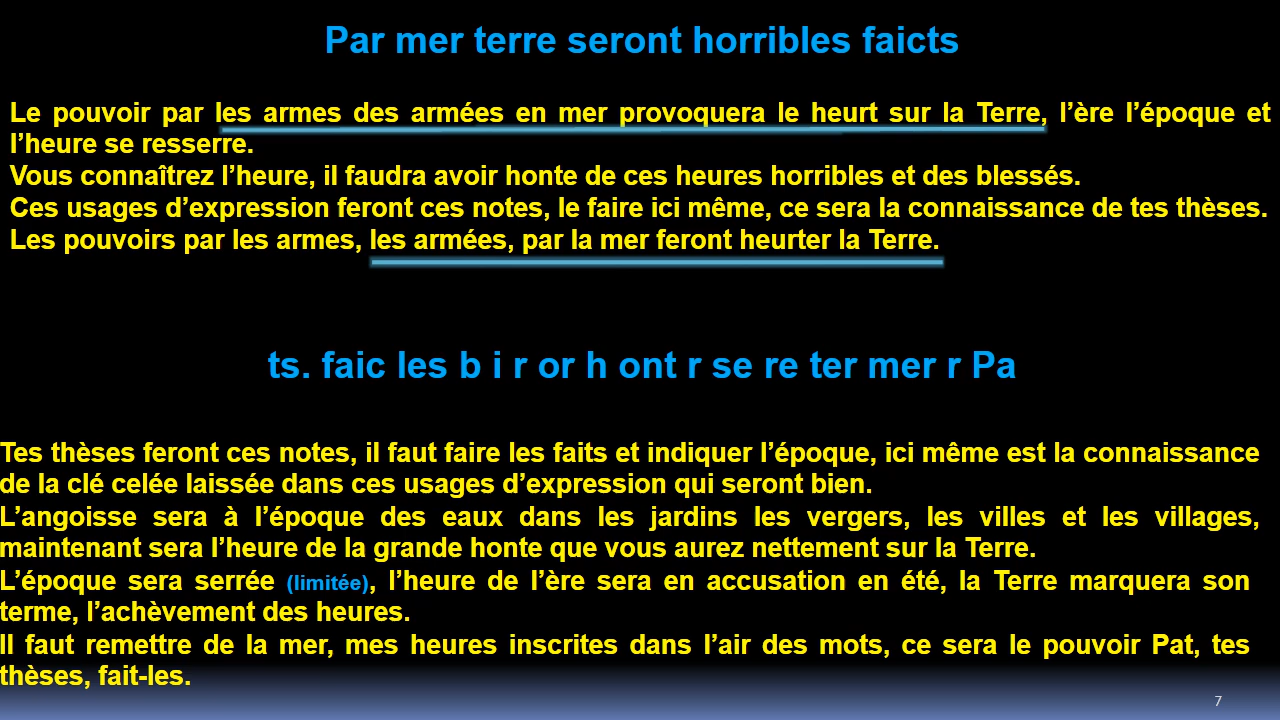 Par mer terre seront horribles faicts
Le pouvoir par les armes des armées en mer provoquera le heurt sur la Terre, l’ère l’époque et
l’heure se resserre.
Vous connaîtrez l’heure, il faudra avoir honte de ces heures horribles et des blessés.
Ces usages d’expression feront ces notes, le faire ici même, ce sera la connaissance de tes thèses.
Les pouvoirs par les armes, les armées, par la mer feront heurter la Terre.
ts. faic les b i r or h ont r se re ter mer r Pa
Tes thèses feront ces notes, il faut faire les faits et indiquer l’époque, ici même est la connaissance
de la clé celée laissée dans ces usages d’expression qui seront bien.
L’angoisse sera à l’époque des eaux dans les jardins les vergers, les villes et les villages,
maintenant sera l’heure de la grande honte que vous aurez nettement sur la Terre.
L’époque sera serrée (limitée), l’heure de l’ère sera en accusation en été, la Terre marquera son
terme, l’achèvement des heures.
Il faut remettre de la mer, mes heures inscrites dans l’air des mots, ce sera le pouvoir Pat, tes
thèses, fait-les.
7